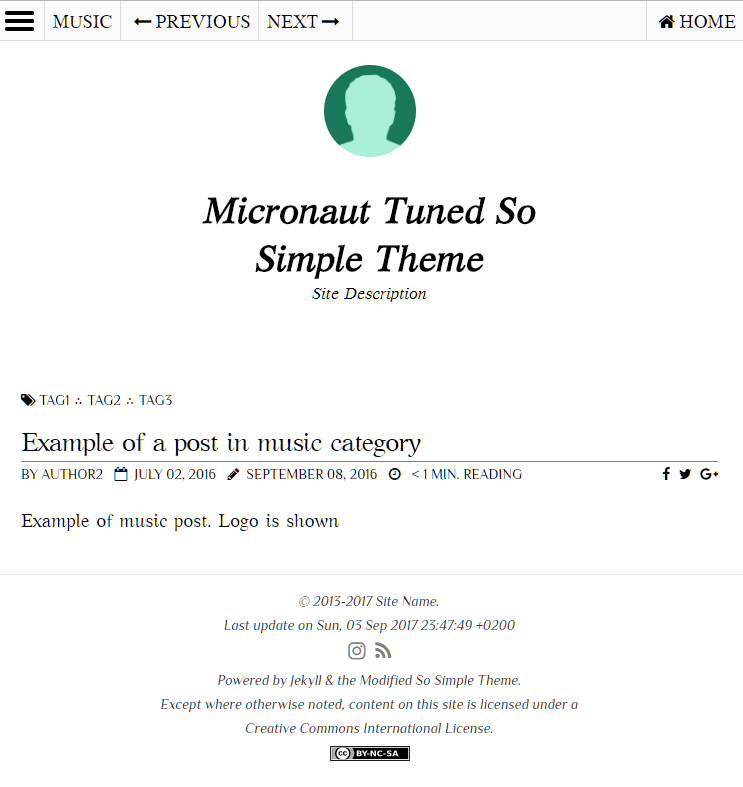 MUSIC PREVIOUS NEXT HOME
Micronaut Tuned So
Simple Theme
Site Description
TAG1 ∴ TAG2 ∴ TAG3
Example of a post in music category
BY AUTHOR2 JULY 02, 2016 SEPTEMBER 08, 2016 < 1 MIN. READING
Example of music post. Logo is shown
© 2013-2017 Site Name.
Last update on Sun, 03 Sep 2017 23:47:49 +0200
Powered by Jekyll & the Modified So Simple Theme.
Except where otherwise noted, content on this site is licensed under a
Creative Commons International License.
cc BY-NC-SA